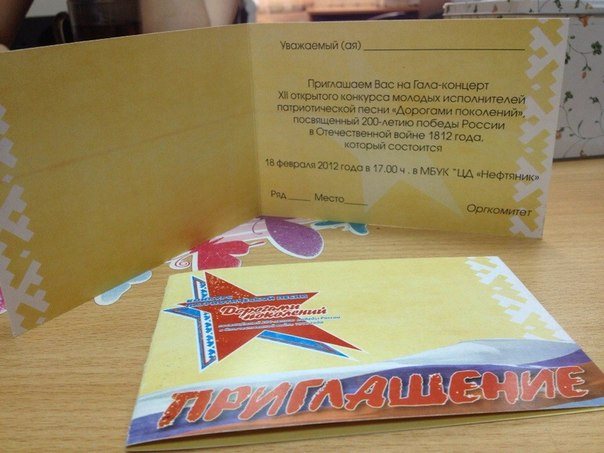 Уважаемый (ая)
Приглашаем Вас на Гала-концерт
XII открытого конкурса молодых исполнителей
патриотической песни «Дорогами поколений»,
посвященный 200-летию победы России
в Отечественной войне 1812 года,
который состоится
18 февраля 2012 года в 17.00 ч . в МБУК "ЦД «Нефтяник»
Ряд Место
Оргкомитет
Дорогами
поколений
ПРИГЛАШЕНИЕ